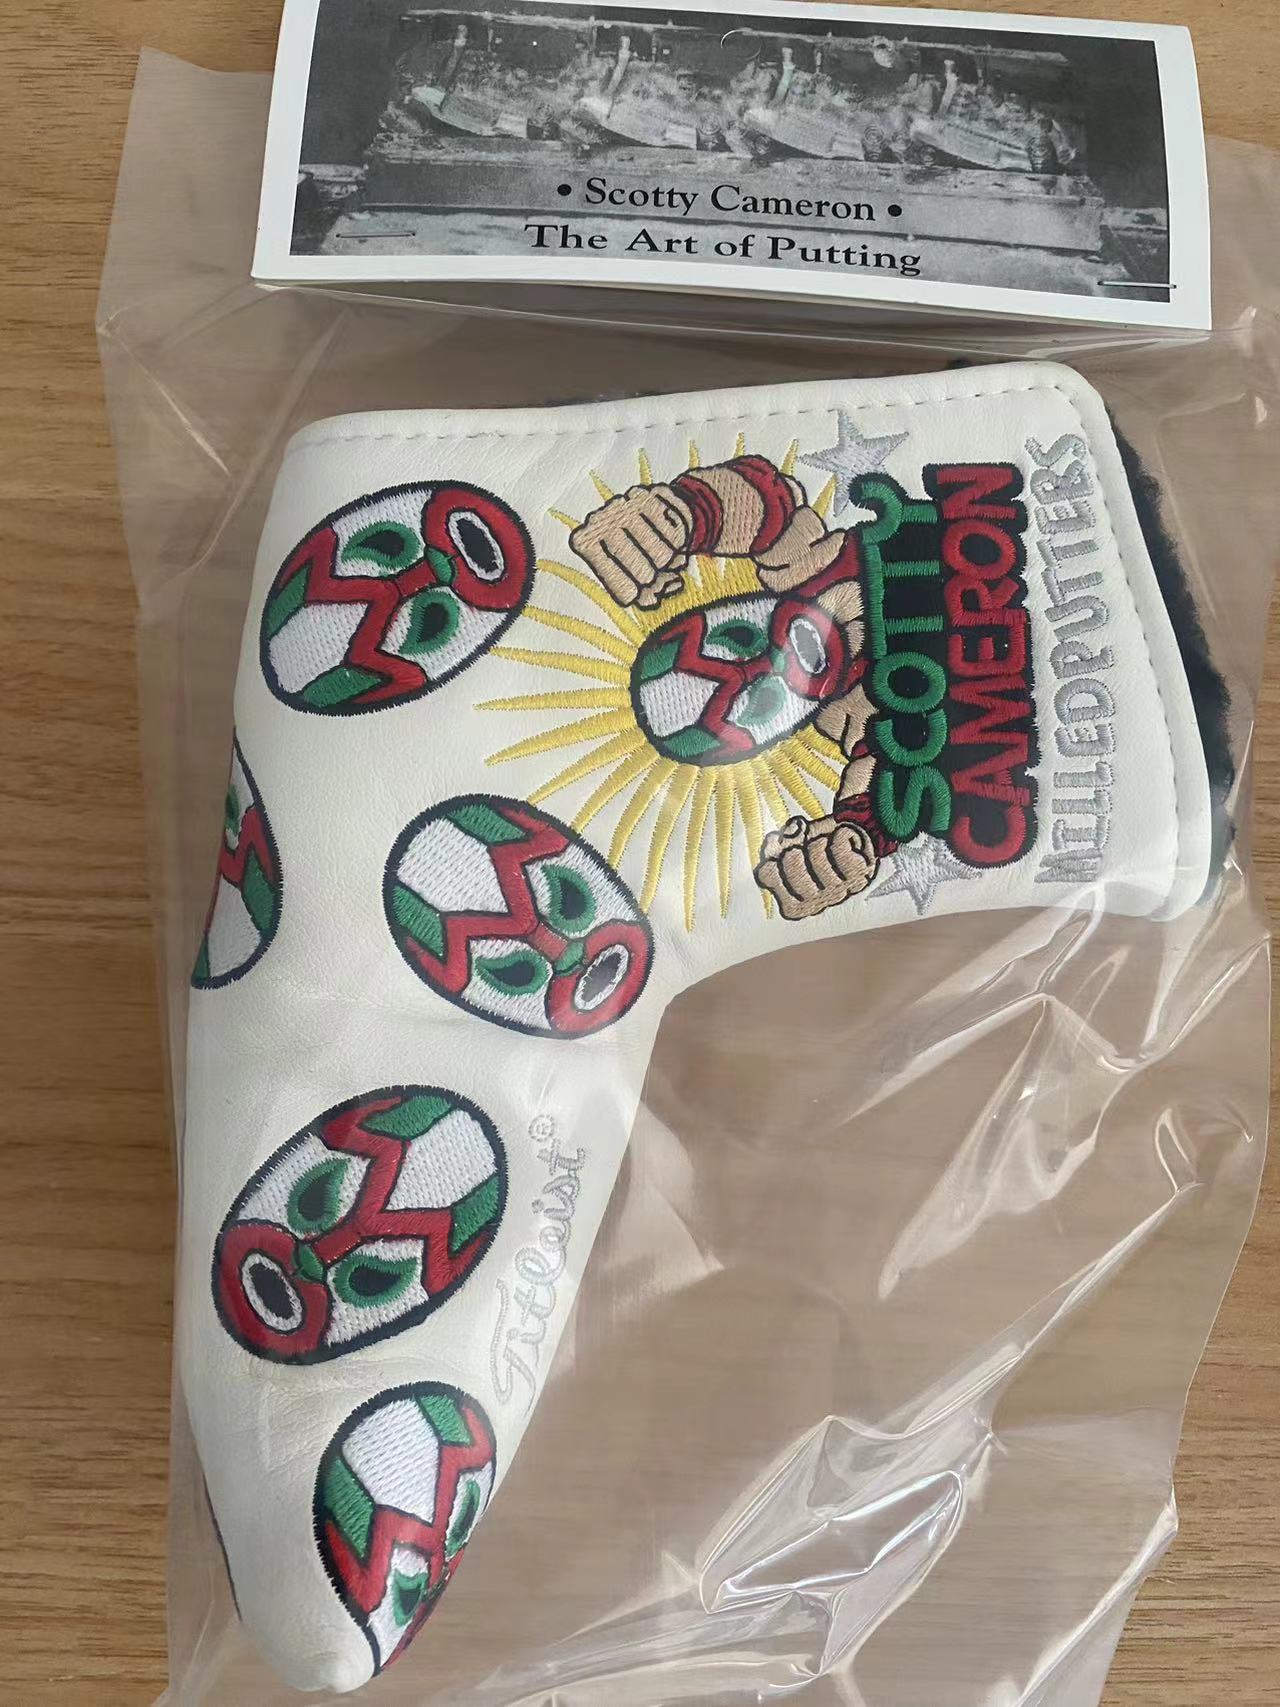 • Scotty Cameron •
The Art of Putting
SCOTTY
CAMERON
MILLED PUTTERS
Titleist®